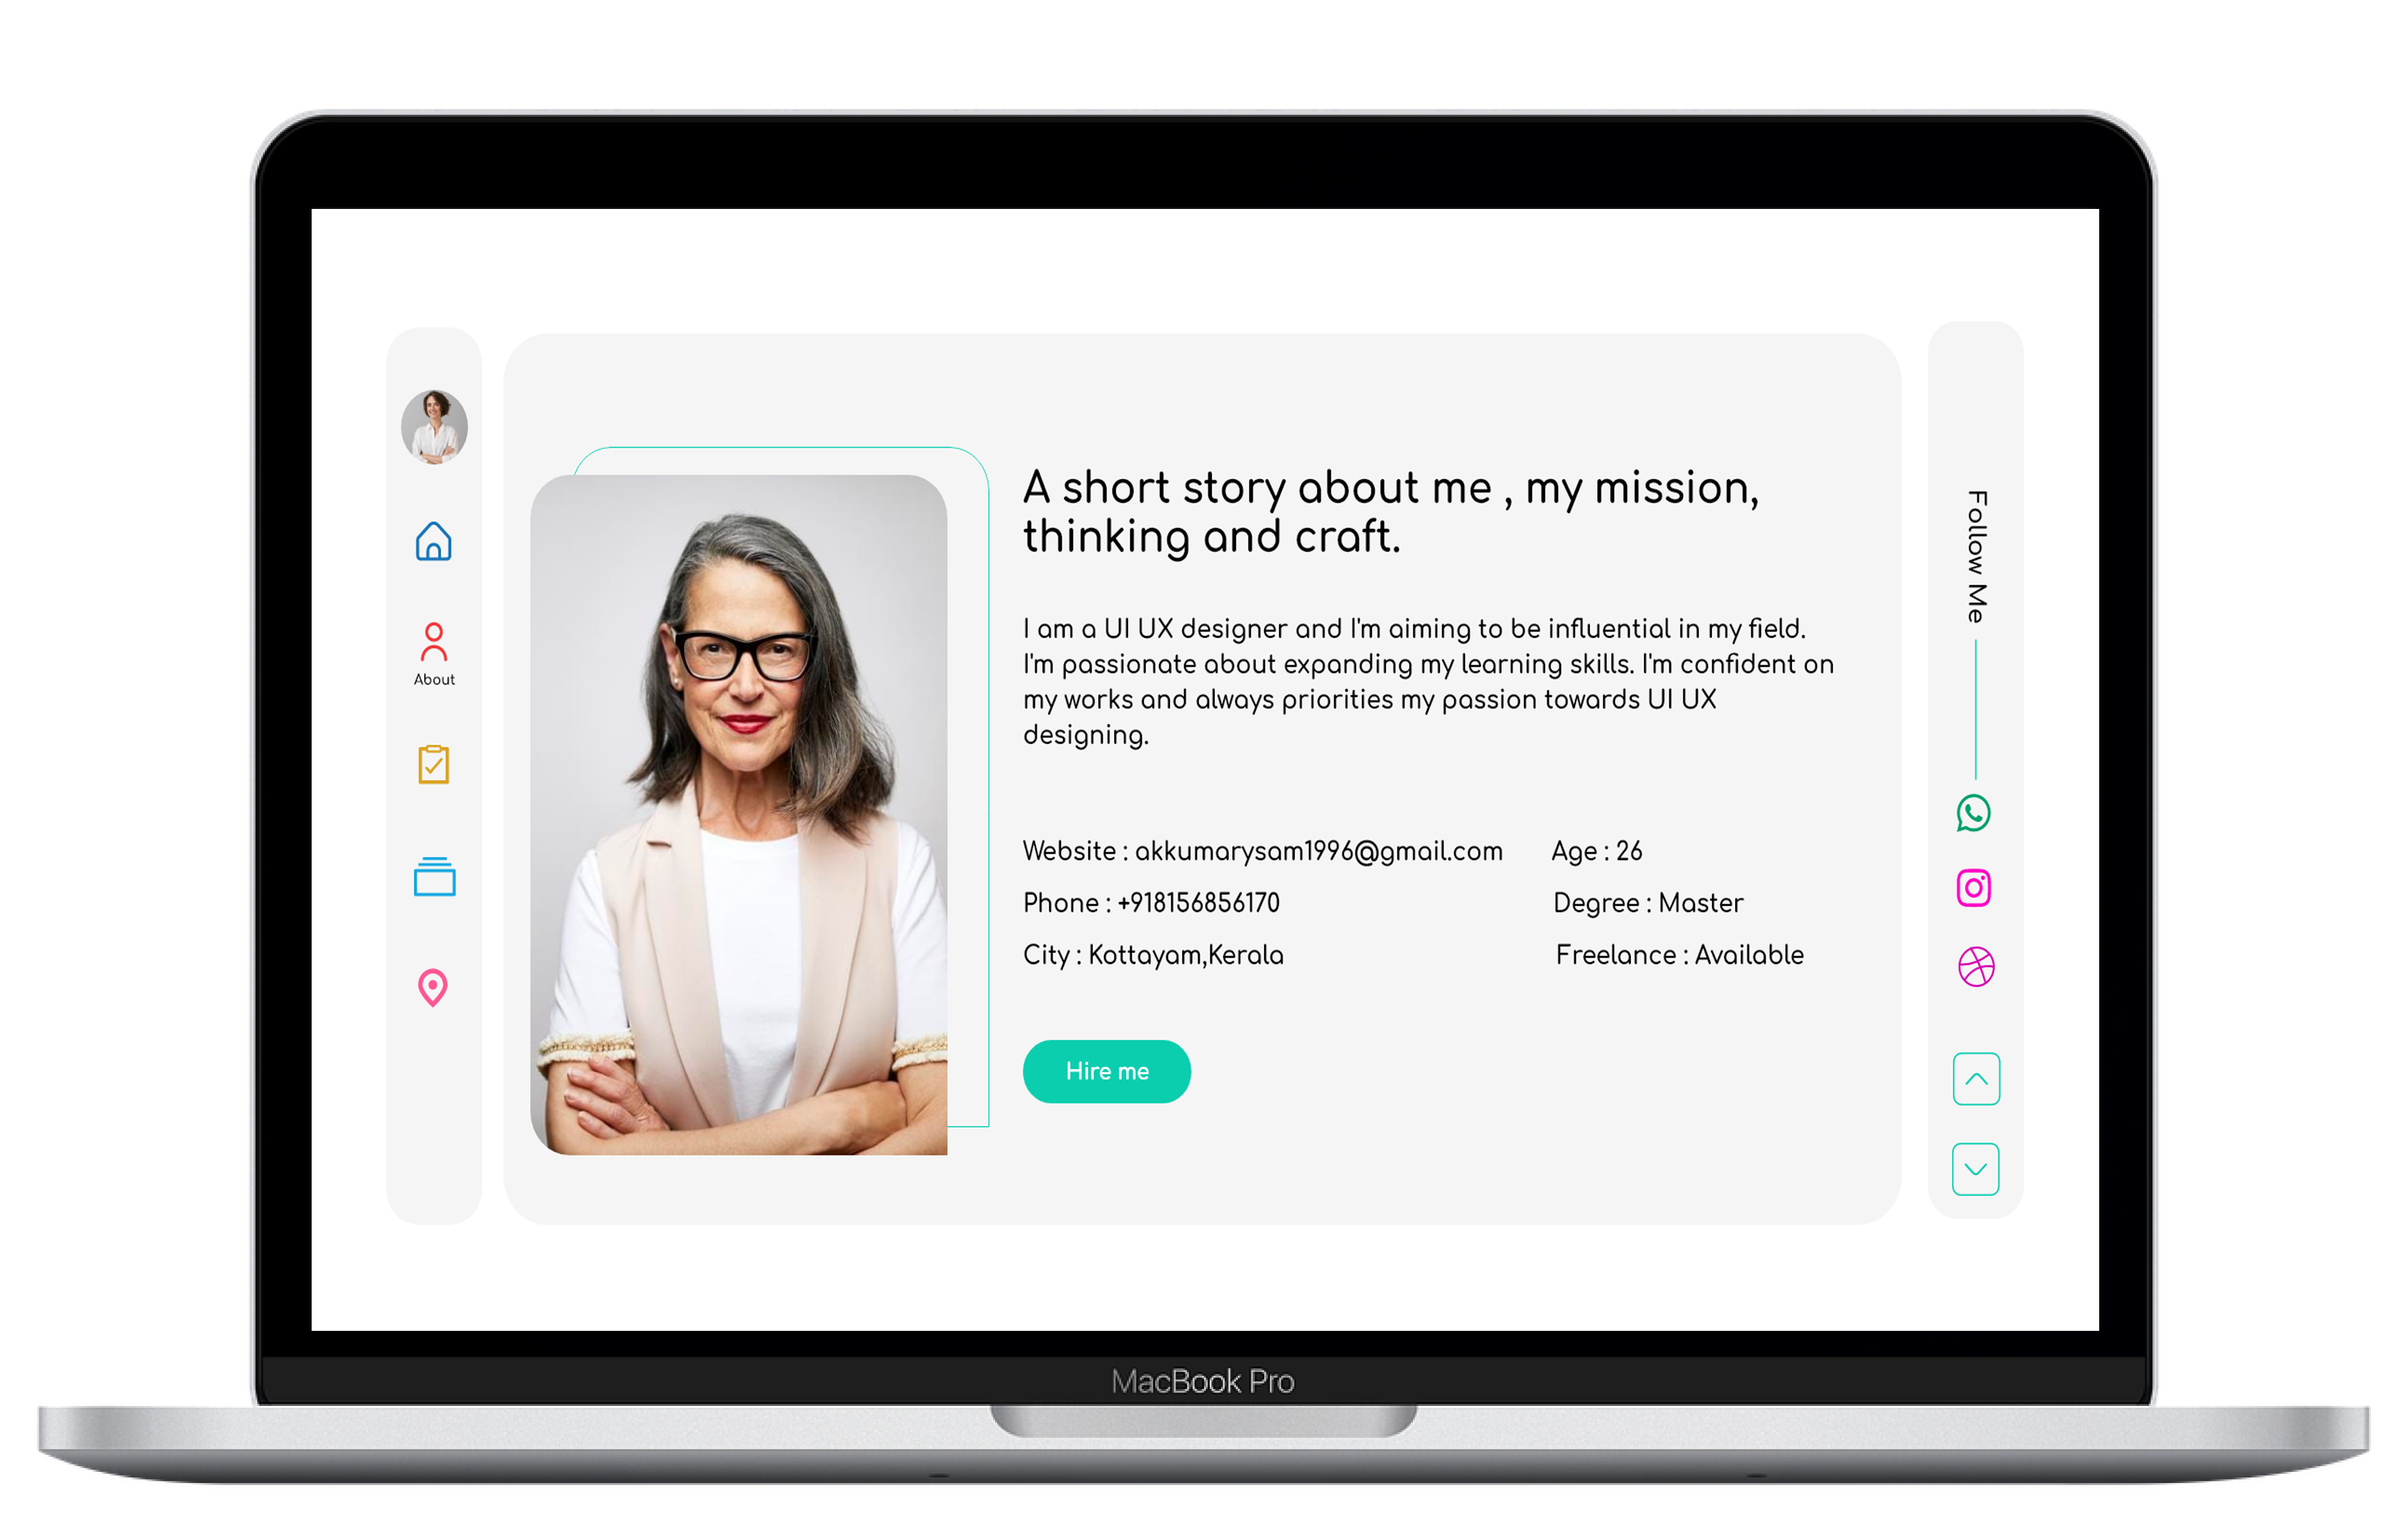 About
A short story about me , my mission,
thinking and craft.
I am a UI UX designer and I'm aiming to be influential in my field.
I'm passionate about expanding my learning skills. I'm confident on
my works and always priorities my passion towards UI UX
designing.
Website : akkumarysam1996@gmail.com
Age : 26
Phone : +918156856170
Degree : Master
City : Kottayam,Kerala
Freelance : Available
Hire me
Follow Me
MacBook Pro